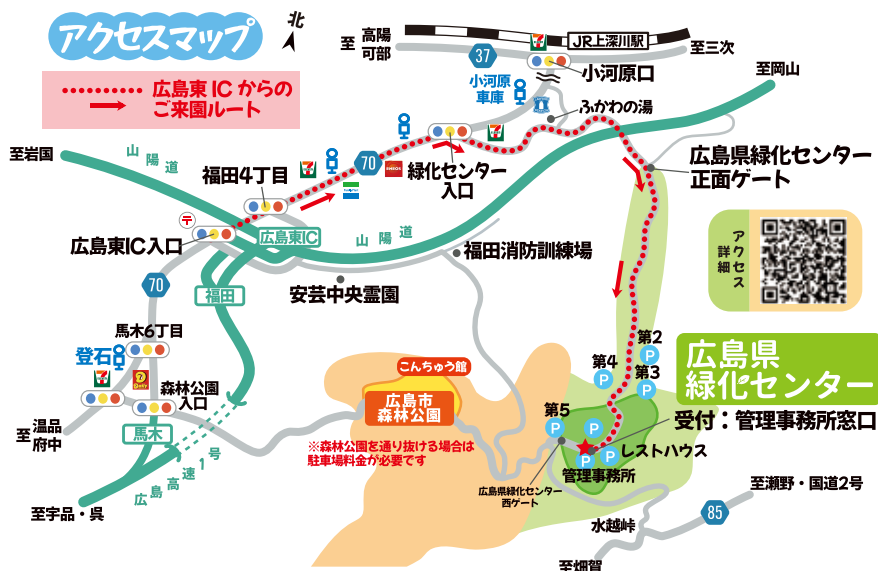 アクセスマップ
北
広島東ICからの
ご来園ルート
至
高陽
可部
37
JR上深川駅
至三次
小河原口
小河原
車庫
至岡山
ふかわの湯
至岩国
山陽道
福田4丁目
70
緑化センター
入口
広島県緑化センター
正面ゲート
広島東IC入口
広島東IC
山陽道
福田消防訓練場
アクセス
詳細
70
福田
安芸中央霊園
馬木6丁目
登石
森林公園
入口
こんちゅう館
広島市
森林公園
第2
第4
第3
P
P
P
広島県
緑化センター
第5
P
P
受付:管理事務所窓口
至
温品
府中
馬木
※森林公園を通り抜ける場合は
駐車場料金が必要です
P
P
レストハウス
管理事務所
広島高速1号
広島県緑化センター
西ゲート
至宇品・呉
至瀬野・国道2号
水越峠
85
至畑賀